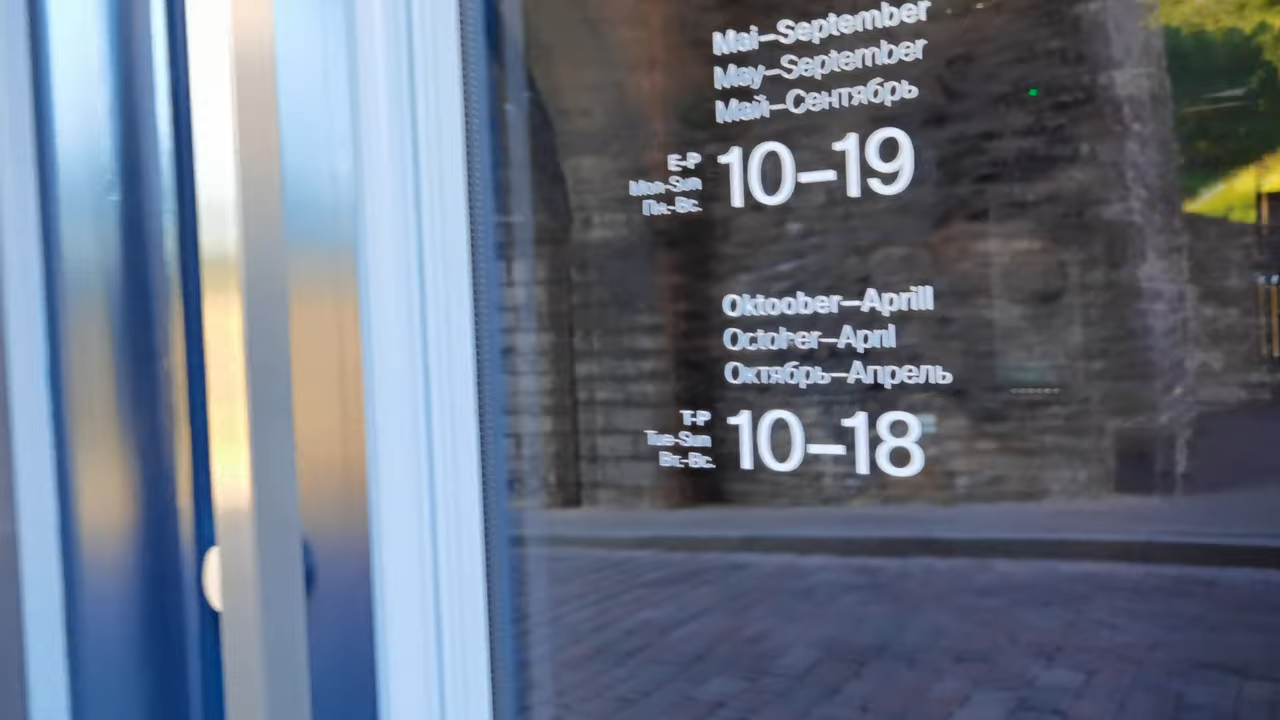 Mai–September
May–September
Май–Сентябрь
E-P
Mon-Sun
Пн.-Вс.
10–19
Oktoober–Aprill
October–April
Октябрь–Апрель
T-P
Tue-Sun
Вт.-Вс.
10–18